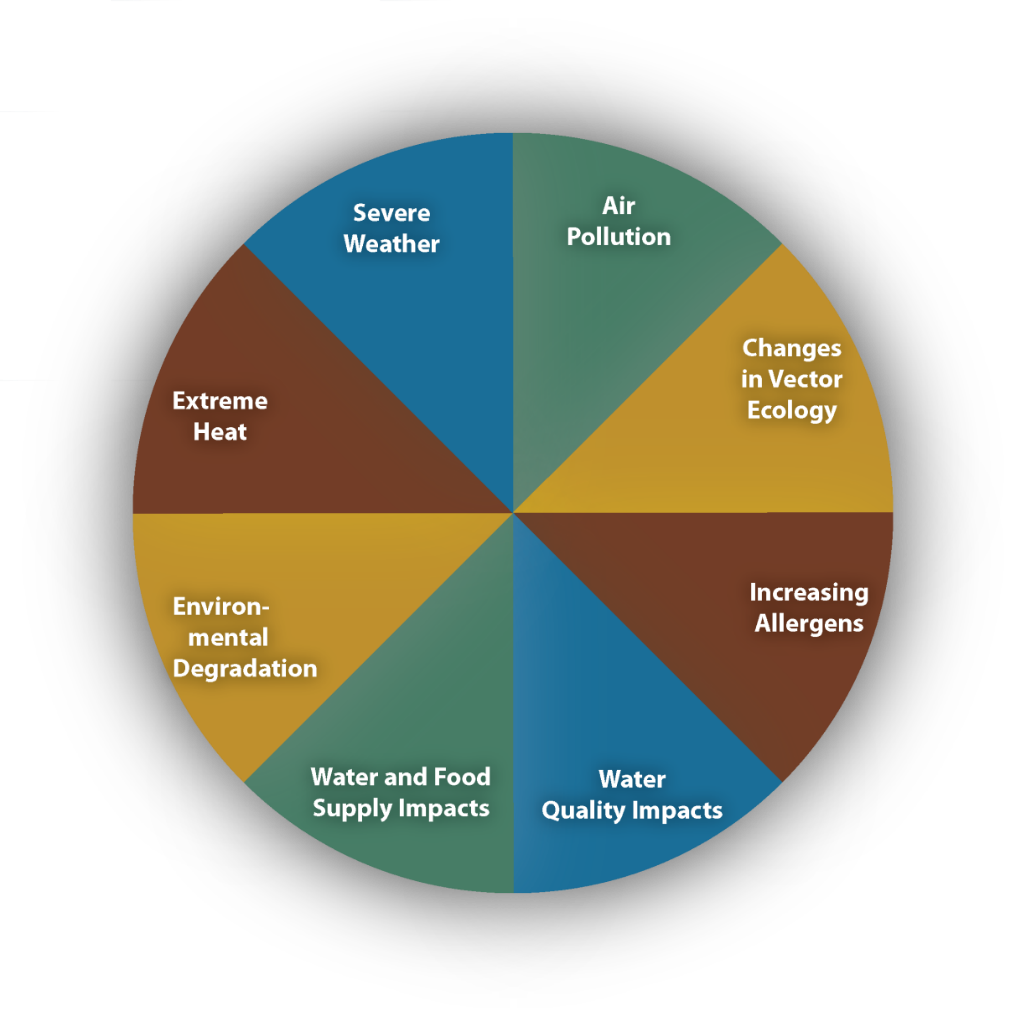 Severe
Weather
Air
Pollution
Changes
in Vector
Ecology
Extreme
Heat
Increasing
Allergens
Environ-
mental
Degradation
Water and Food
Supply Impacts
Water
Quality Impacts